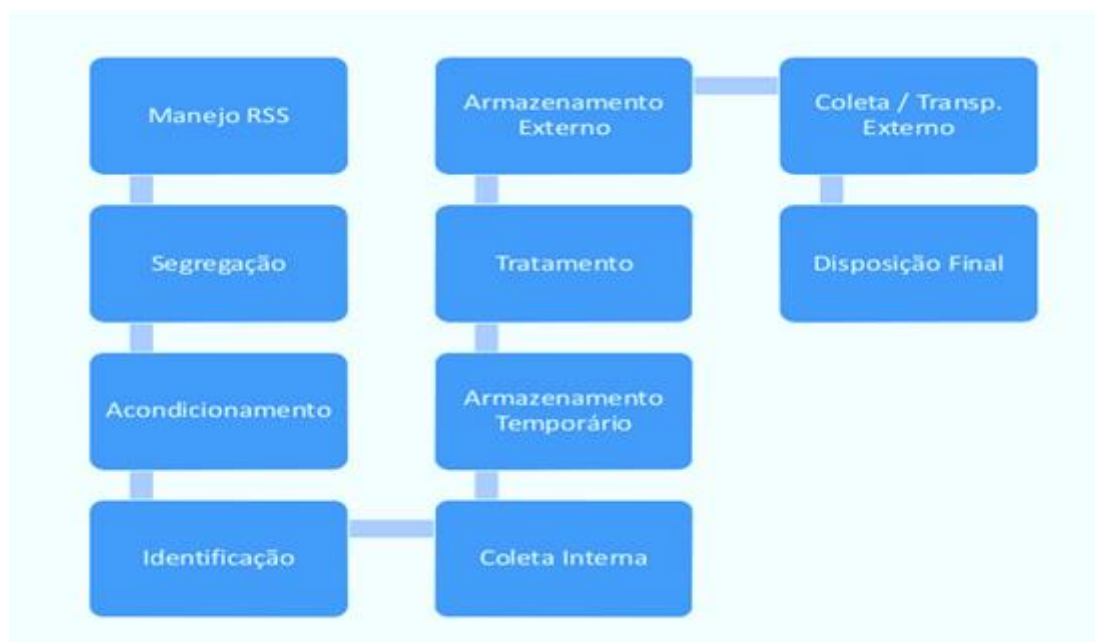 Manejo RSS
Segregação
Acondicionamento
Identificação
Coleta Interna
Armazenamento
Temporário
Tratamento
Armazenamento
Externo
Coleta / Transp.
Externo
Disposição Final